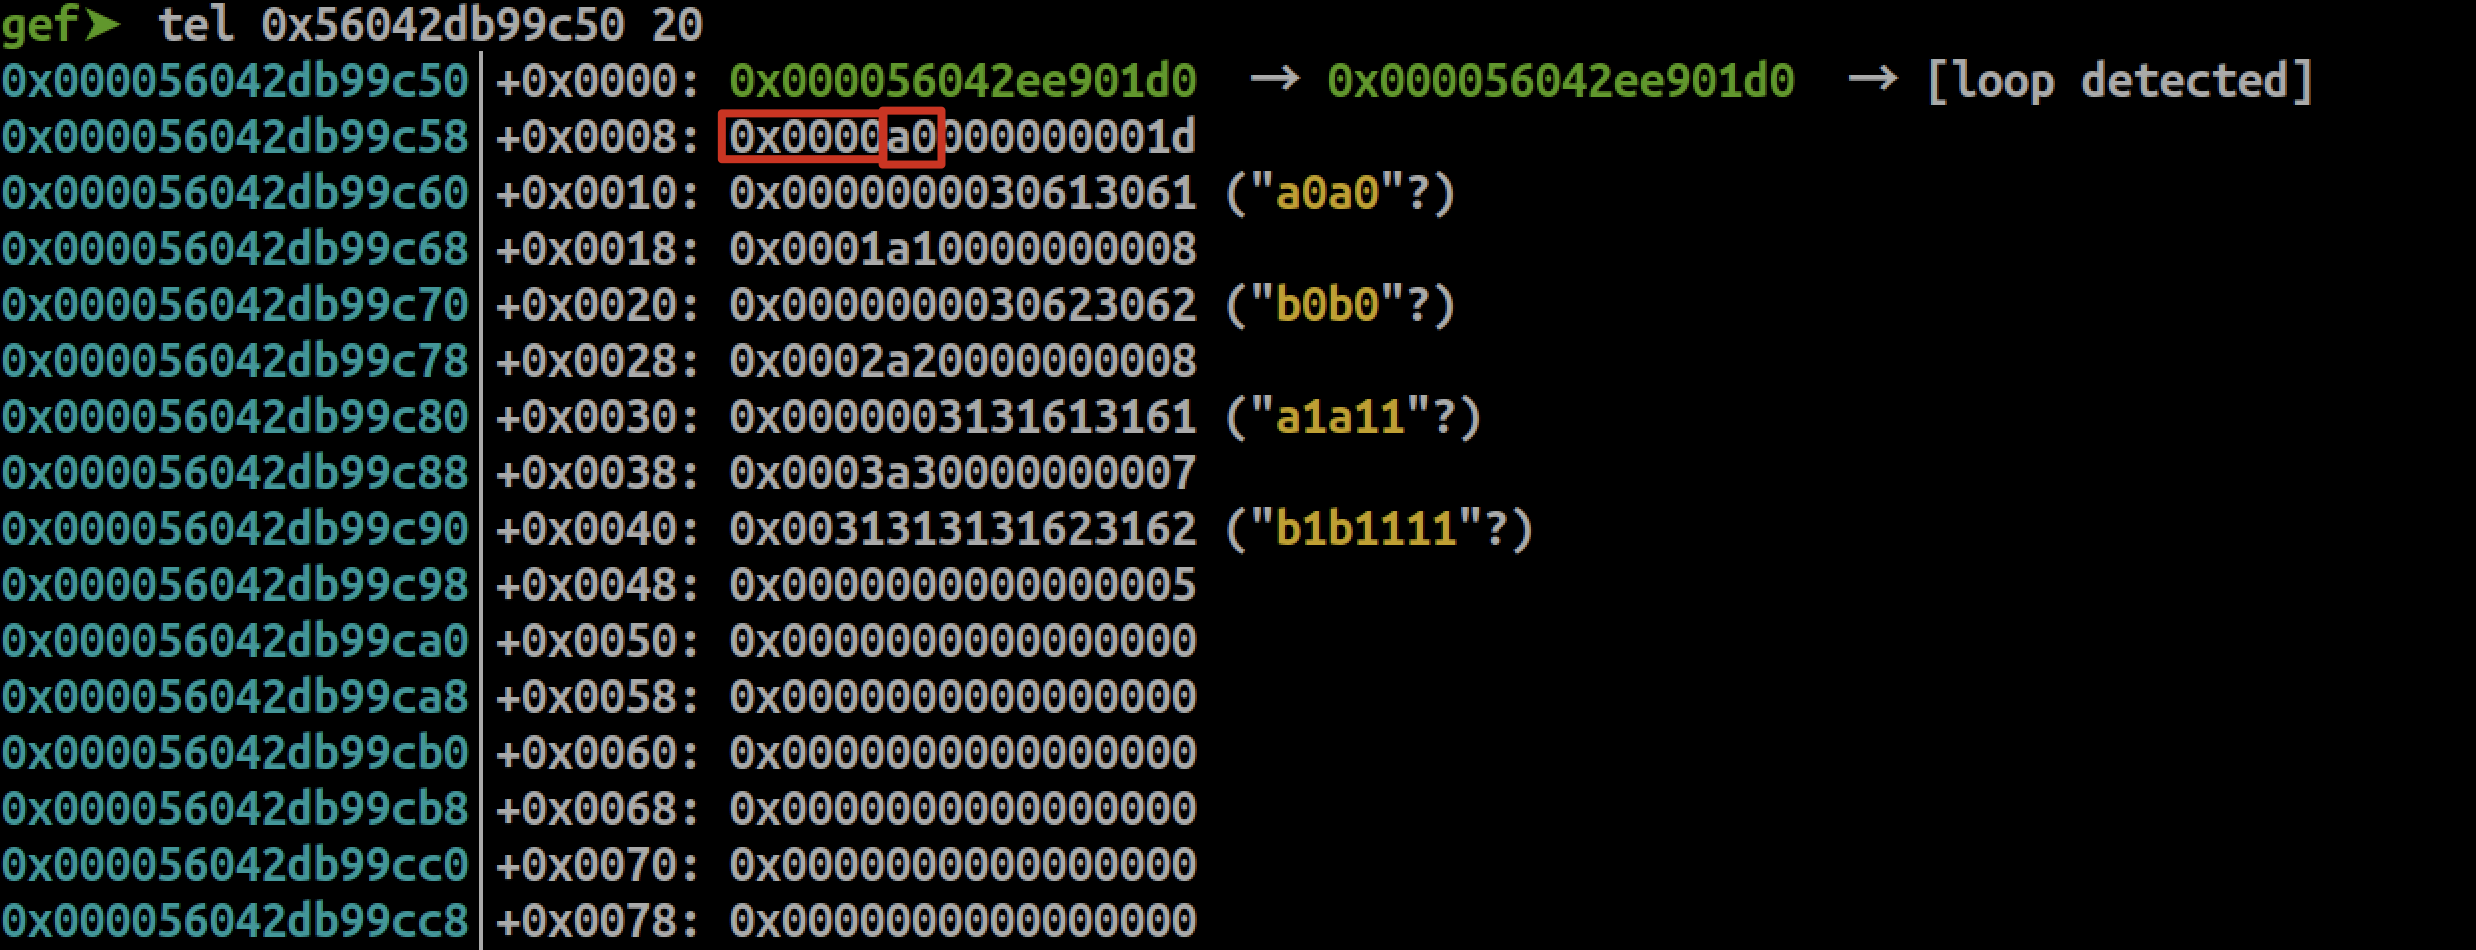 gef➤ tel 0x56042db99c50 20
0x000056042db99c50│+0x0000: 0x000056042ee901d0 → 0x000056042ee901d0 → [loop detected]
0x000056042db99c58│+0x0008: 0x0000a0000000001d
0x000056042db99c60│+0x0010: 0x0000000030613061 ("a0a0"?)
0x000056042db99c68│+0x0018: 0x0001a10000000008
0x000056042db99c70│+0x0020: 0x0000000030623062 ("b0b0"?)
0x000056042db99c78│+0x0028: 0x0002a20000000008
0x000056042db99c80│+0x0030: 0x0000003131613161 ("a1a11"?)
0x000056042db99c88│+0x0038: 0x0003a30000000007
0x000056042db99c90│+0x0040: 0x0031313131623162 ("b1b1111"?)
0x000056042db99c98│+0x0048: 0x0000000000000005
0x000056042db99ca0│+0x0050: 0x0000000000000000
0x000056042db99ca8│+0x0058: 0x0000000000000000
0x000056042db99cb0│+0x0060: 0x0000000000000000
0x000056042db99cb8│+0x0068: 0x0000000000000000
0x000056042db99cc0│+0x0070: 0x0000000000000000
0x000056042db99cc8│+0x0078: 0x0000000000000000